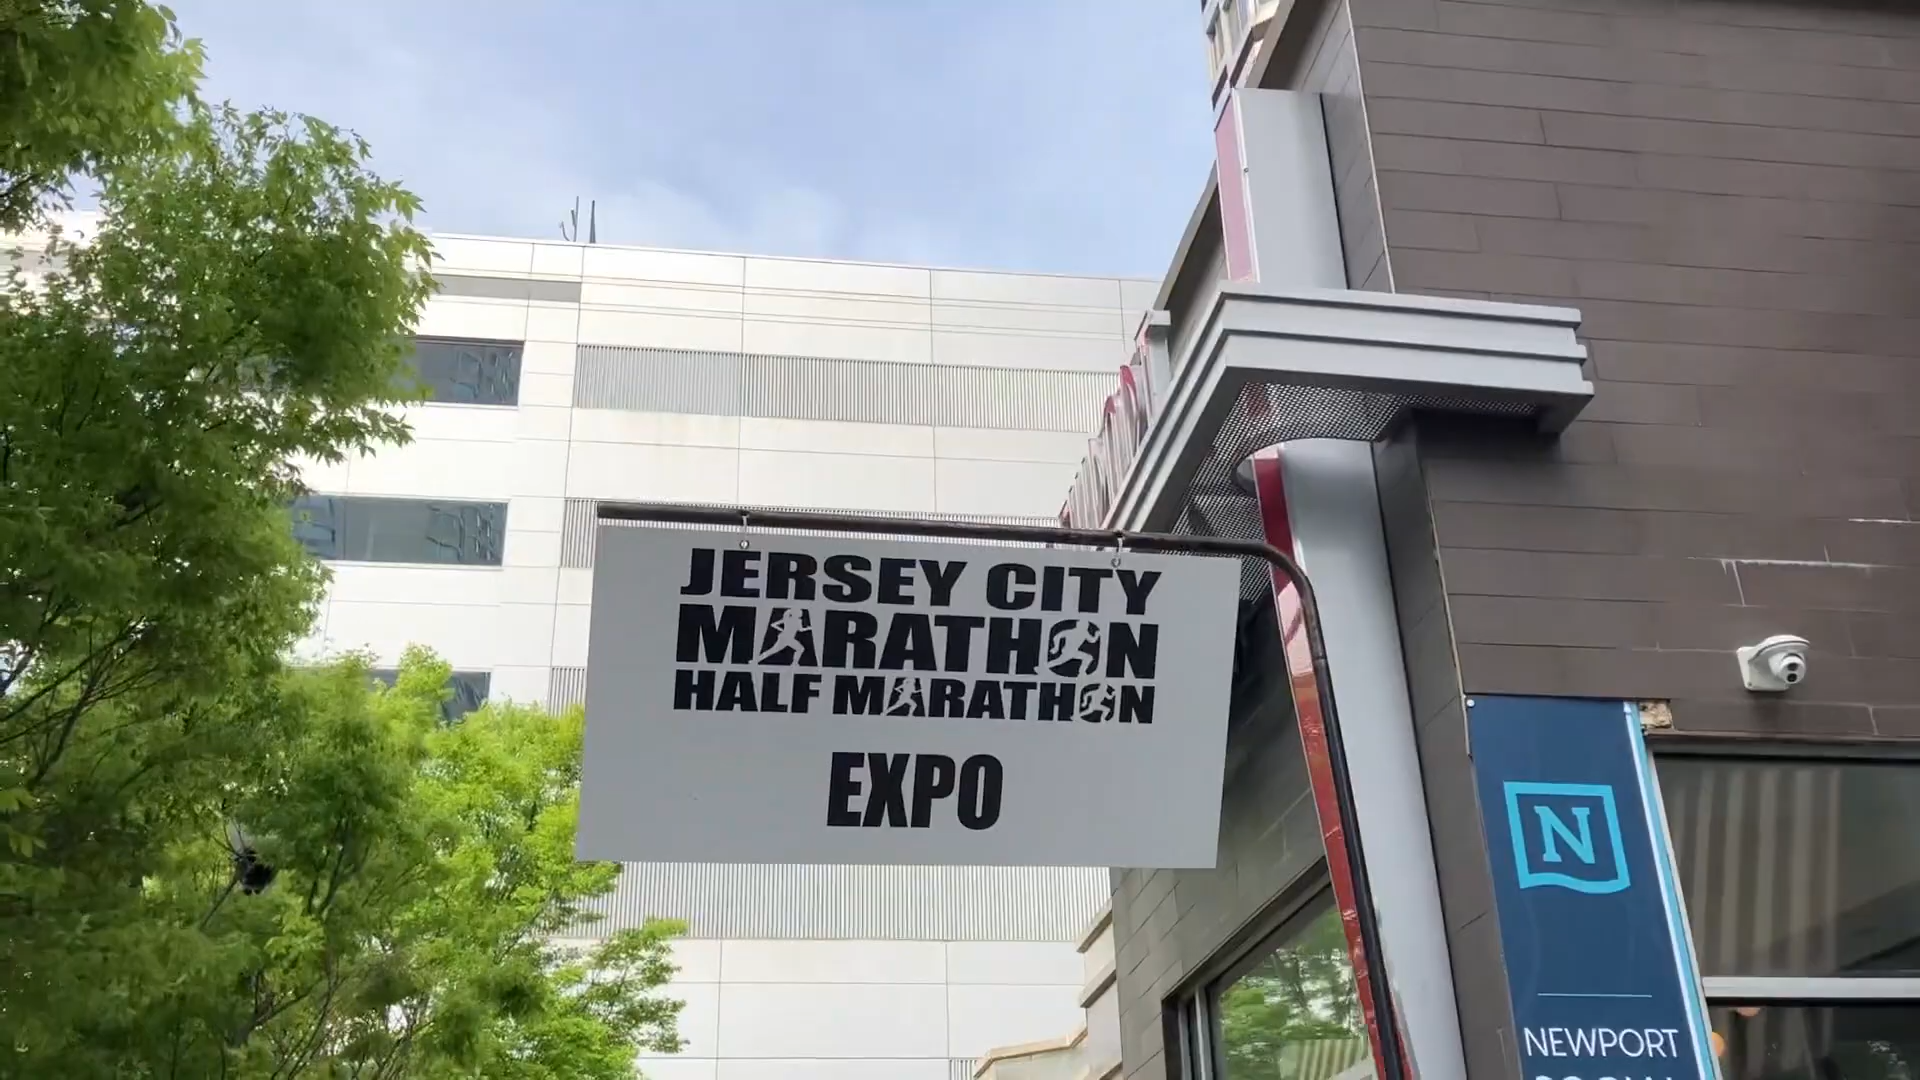 JERSEY CITY
MARATHON
HALF MARATHON
EXPO
N
NEWPORT